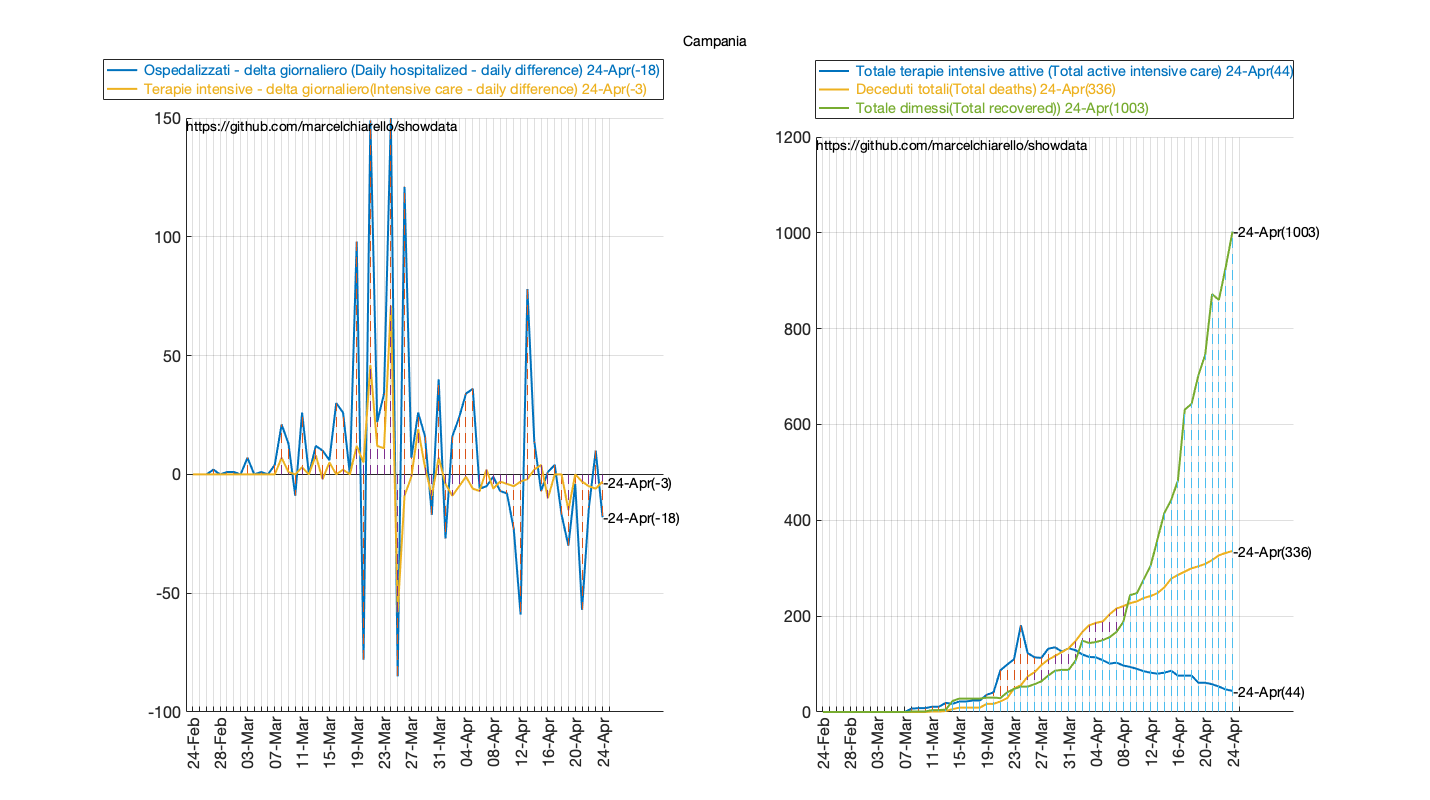 Campania
Ospedalizzati - delta giornaliero (Daily hospitalized - daily difference) 24-Apr(-18)
Terapie intensive - delta giornaliero(Intensive care - daily difference) 24-Apr(-3)
https://github.com/marcelchiarello/showdata
150
100
50
0
-50
-100
-24-Apr(-3)
-24-Apr(-18)
24-Feb
28-Feb
03-Mar
07-Mar
11-Mar
15-Mar
19-Mar
23-Mar
27-Mar
31-Mar
04-Apr
08-Apr
12-Apr
16-Apr
20-Apr
24-Apr
Totale terapie intensive attive (Total active intensive care) 24-Apr(44)
Deceduti totali(Total deaths) 24-Apr(336)
Totale dimessi(Total recovered)) 24-Apr(1003)
https://github.com/marcelchiarello/showdata
1200
1000
800
600
400
200
0
-24-Apr(1003)
-24-Apr(336)
-24-Apr(44)
24-Feb
28-Feb
03-Mar
07-Mar
11-Mar
15-Mar
19-Mar
23-Mar
27-Mar
31-Mar
04-Apr
08-Apr
12-Apr
16-Apr
20-Apr
24-Apr